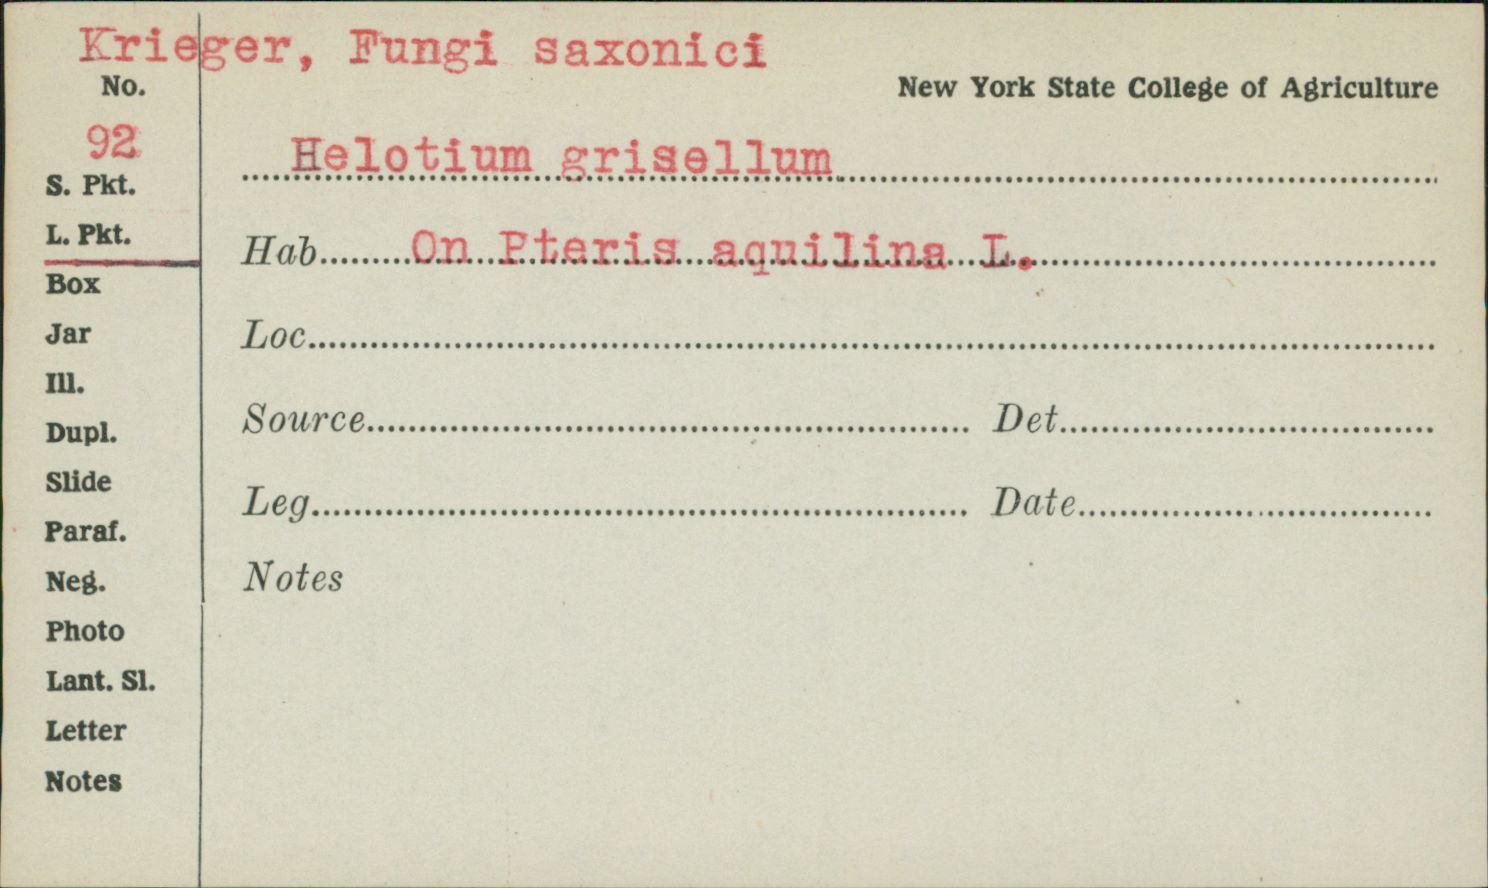 Krieger, Fungi saxonici
No.
New York State College of Agriculture
92
Helotium grisellum
S. Pkt.
L. Pkt.
Hab. On Pteris aquilina L.
Box
Jar
Loc.
Ill.
Source Det.
Dupl.
Slide
Leg. Date
Paraf.
Neg.
Notes
Photo
Lant. Sl.
Letter
Notes